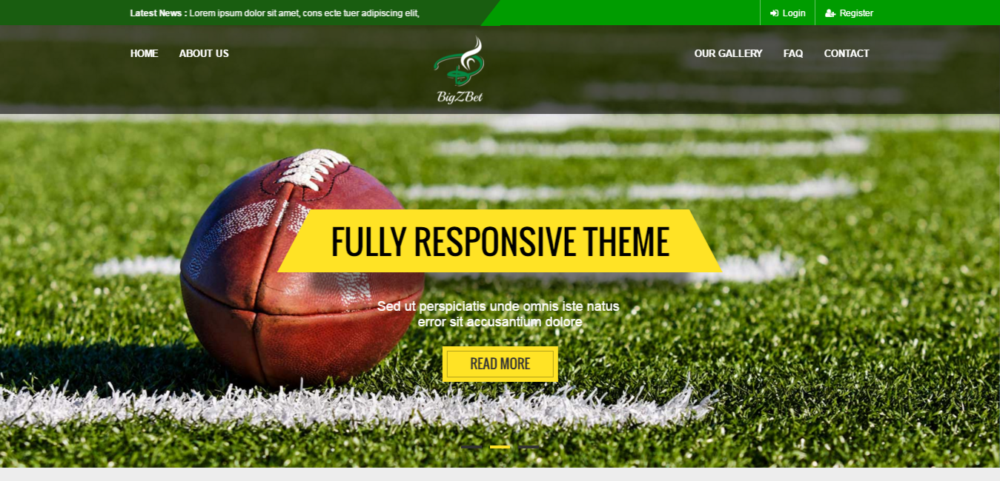 Latest News : Lorem ipsum dolor sit amet, cons ecte tuer adipiscing elit,
Login
Register
HOME
ABOUT US
BigZBet
OUR GALLERY
FAQ
CONTACT
FULLY RESPONSIVE THEME
Sed ut perspiciatis unde omnis iste natus
error sit accusantium dolore
READ MORE